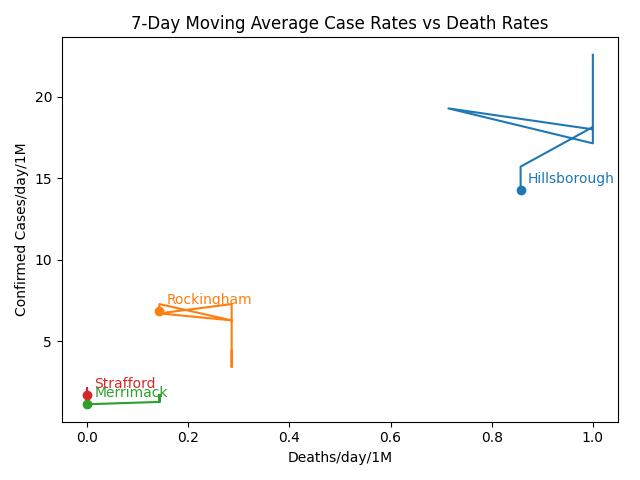 7-Day Moving Average Case Rates vs Death Rates
Confirmed Cases/day/1M
20
15
10
5
Hillsborough
Rockingham
Strafford
Merrimack
0.0 0.2 0.4 0.6 0.8 1.0
Deaths/day/1M